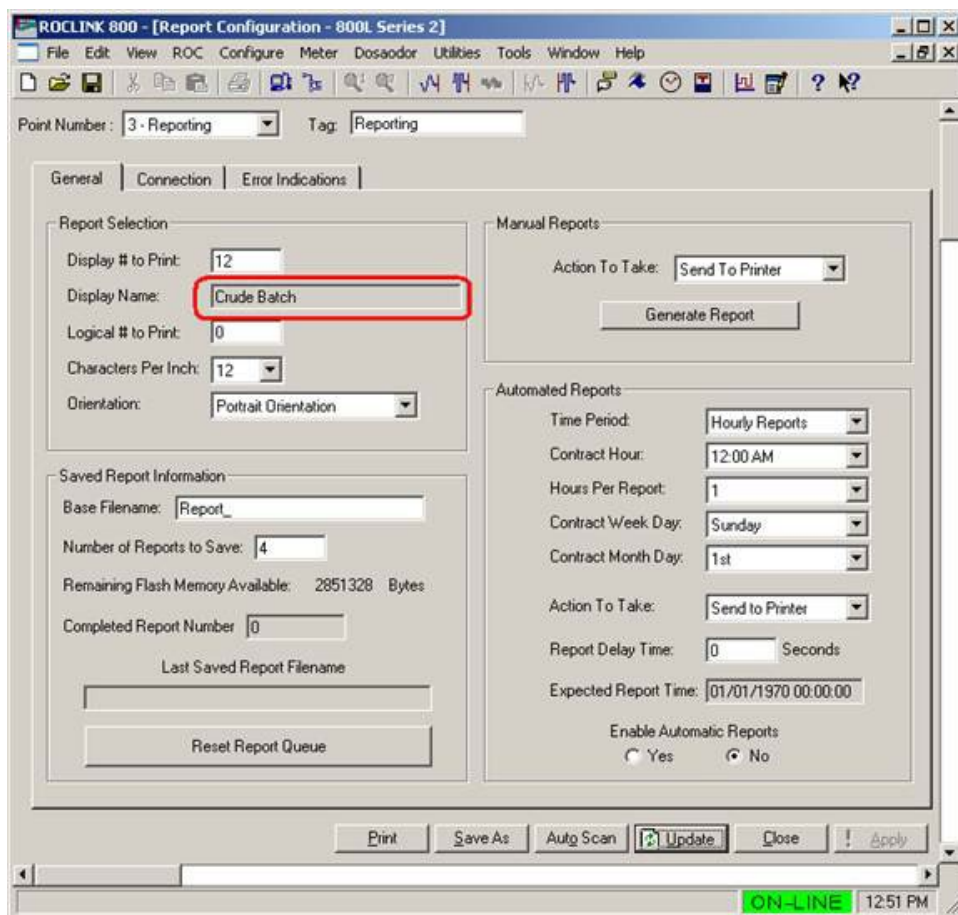 ROCLINK 800 - [Report Configuration - 800L Series 2]
File Edit View ROC Configure Meter Dosaodor Utilities Tools Window Help
Point Number : 3 - Reporting Tag: Reporting
General Connection Error Indications
Report Selection
Display # to Print: 12
Display Name: Crude Batch
Logical # to Print: 0
Characters Per Inch: 12
Orientation: Portrait Orientation
Saved Report Information
Base Filename: Report_
Number of Reports to Save: 4
Remaining Flash Memory Available: 2851328 Bytes
Completed Report Number 0
Last Saved Report Filename
Reset Report Queue
Manual Reports
Action To Take: Send To Printer
Generate Report
Automated Reports
Time Period: Hourly Reports
Contract Hour: 12:00 AM
Hours Per Report: 1
Contract Week Day: Sunday
Contract Month Day: 1st
Action To Take: Send to Printer
Report Delay Time: 0 Seconds
Expected Report Time: 01/01/1970 00:00:00
Enable Automatic Reports
Yes No
Print Save As Auto Scan Update Close ! Apply
ON-LINE 12:51 PM